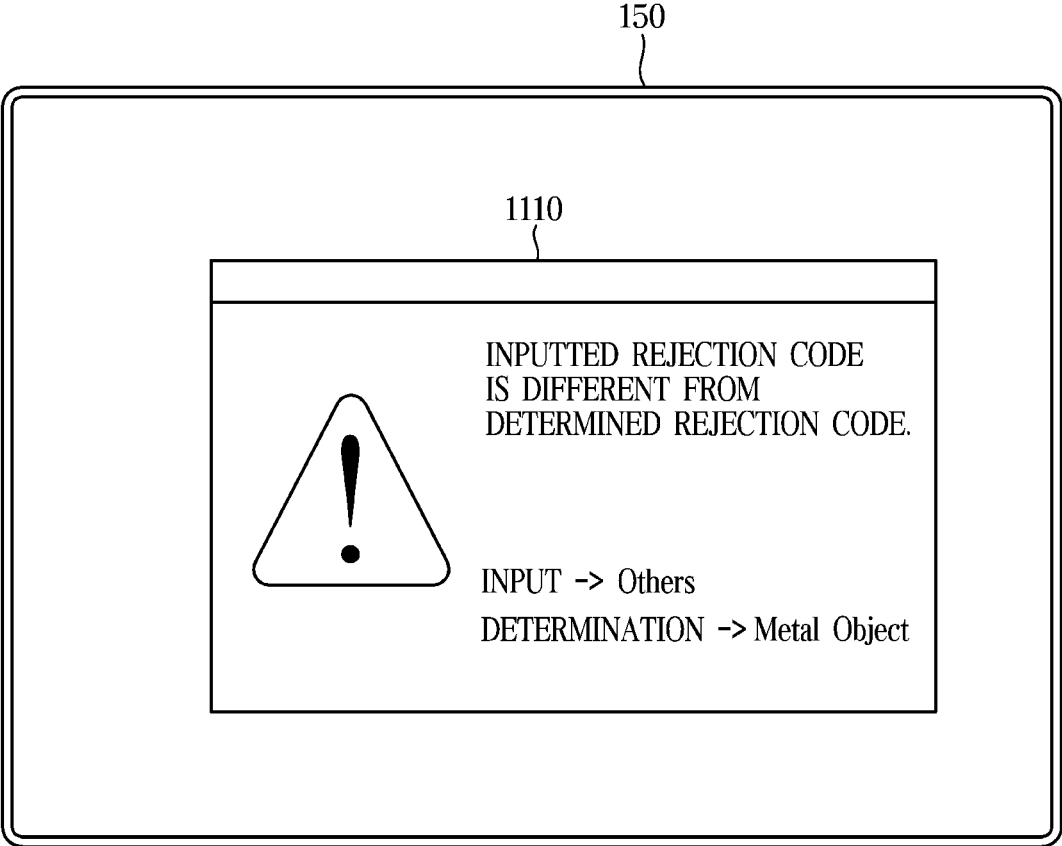 150
1110
INPUTTED REJECTION CODE
IS DIFFERENT FROM
DETERMINED REJECTION CODE.
!
INPUT -> Others
DETERMINATION -> Metal Object